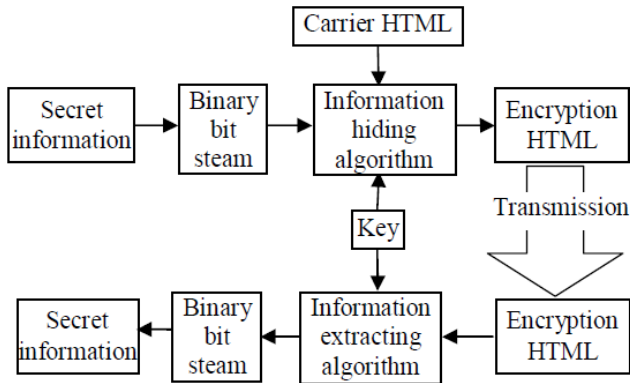 Carrier HTML
Secret
information
Binary
bit
steam
Information
hiding
algorithm
Encryption
HTML
Transmission
Key
Secret
information
Binary
bit
steam
Information
extracting
algorithm
Encryption
HTML